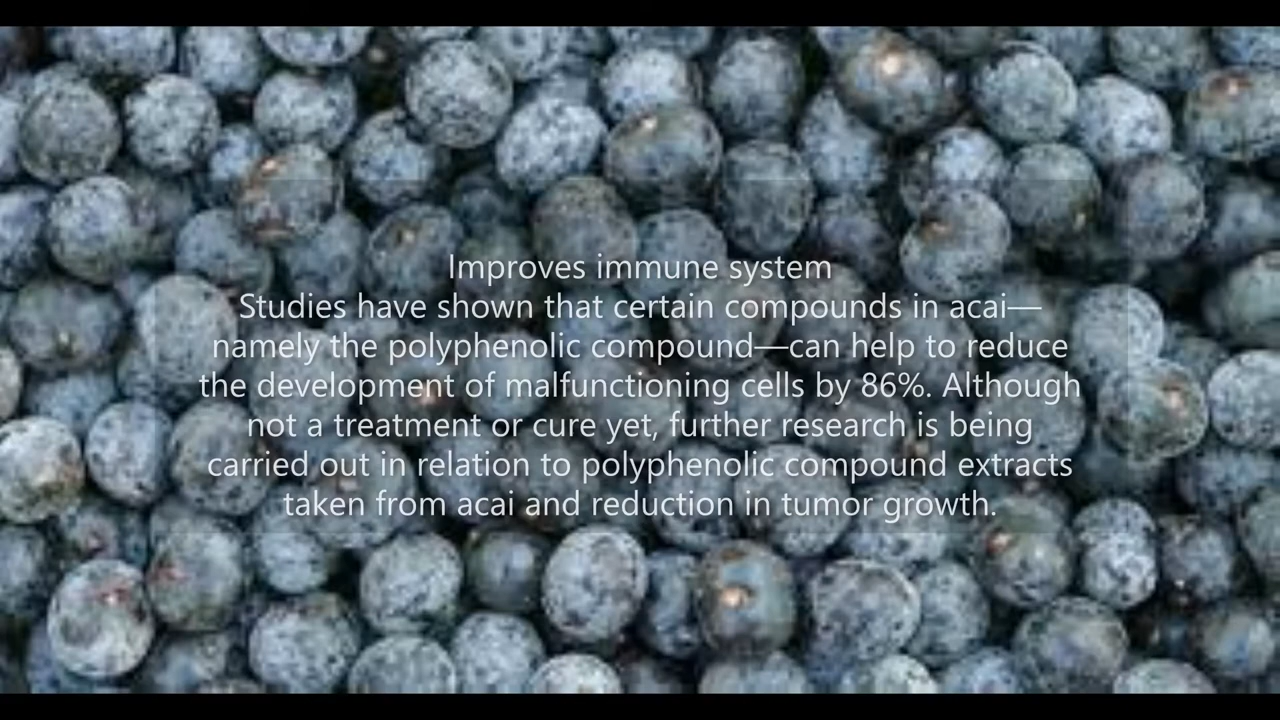 Improves immune system
Studies have shown that certain compounds in acai—
namely the polyphenolic compound—can help to reduce
the development of malfunctioning cells by 86%. Although
not a treatment or cure yet, further research is being
carried out in relation to polyphenolic compound extracts
taken from acai and reduction in tumor growth.